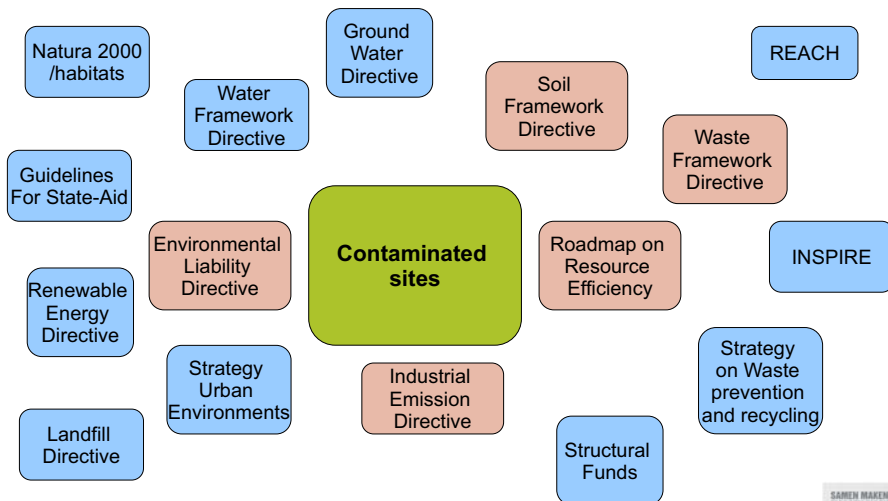 Natura 2000
/habitats
Ground
Water
Directive
REACH
Water
Framework
Directive
Soil
Framework
Directive
Waste
Framework
Directive
Guidelines
For State-Aid
Environmental
Liability
Directive
Contaminated
sites
Roadmap on
Resource
Efficiency
INSPIRE
Renewable
Energy
Directive
Strategy
Urban
Environments
Industrial
Emission
Directive
Strategy
on Waste
prevention
and recycling
Landfill
Directive
Structural
Funds
SAMEN MAKEN